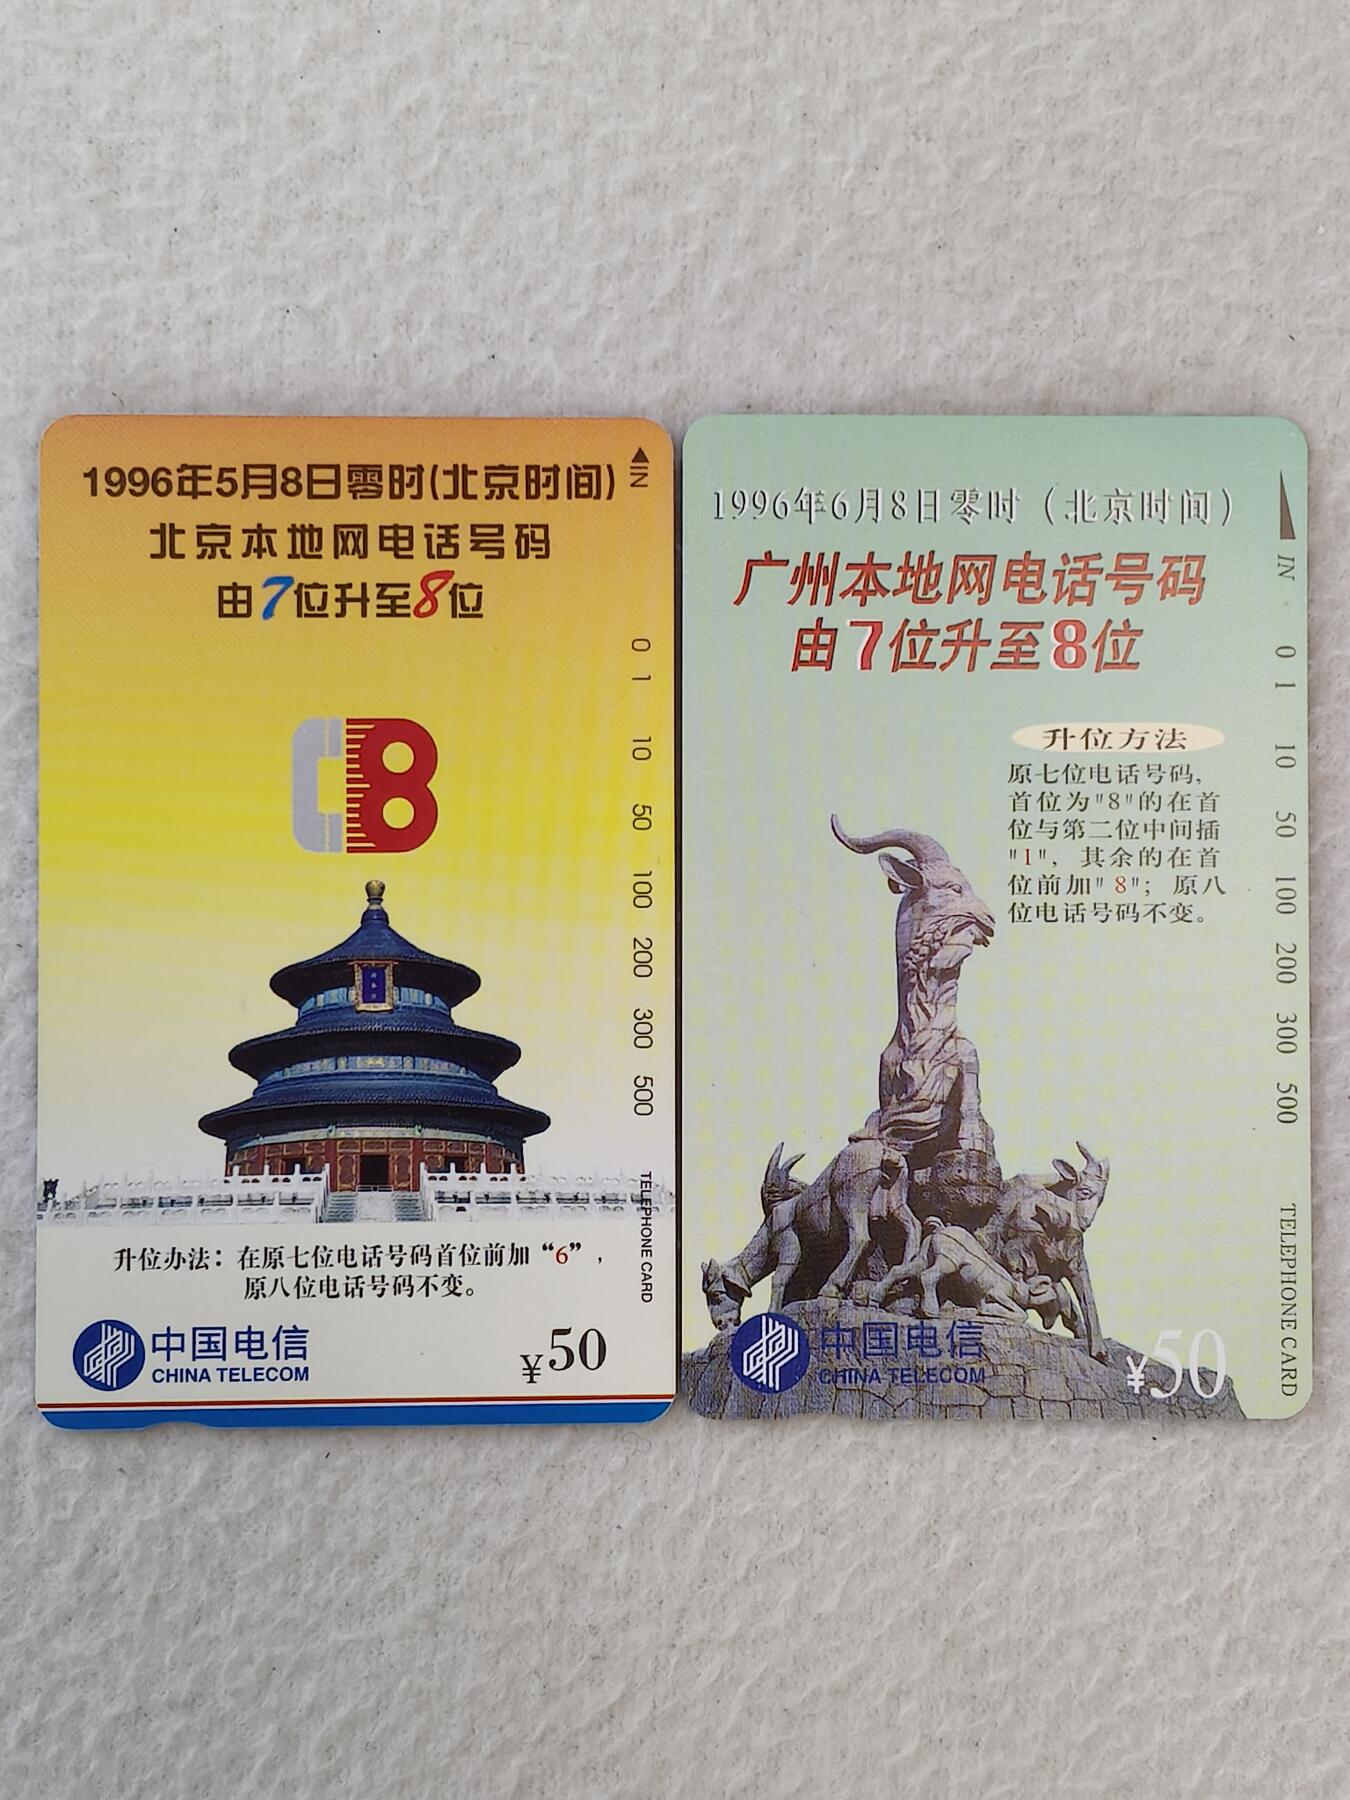 1996年5月8日零时(北京时间)
北京本地网电话号码
由7位升至8位
IN
0 1 10 50 100 200 300 500
TELEPHONE CARD
升位办法：在原七位电话号码首位前加“6”，
原八位电话号码不变。
中国电信
CHINA TELECOM
¥50
1996年6月8日零时（北京时间）
广州本地网电话号码
由7位升至8位
升位方法
原七位电话号码,
首位为"8"的在首
位与第二位中间插
"1"，其余的在首
位前加"8"；原八
位电话号码不变。
IN
0 1 10 50 100 200 300 500
TELEPHONE CARD
中国电信
CHINA TELECOM
¥50